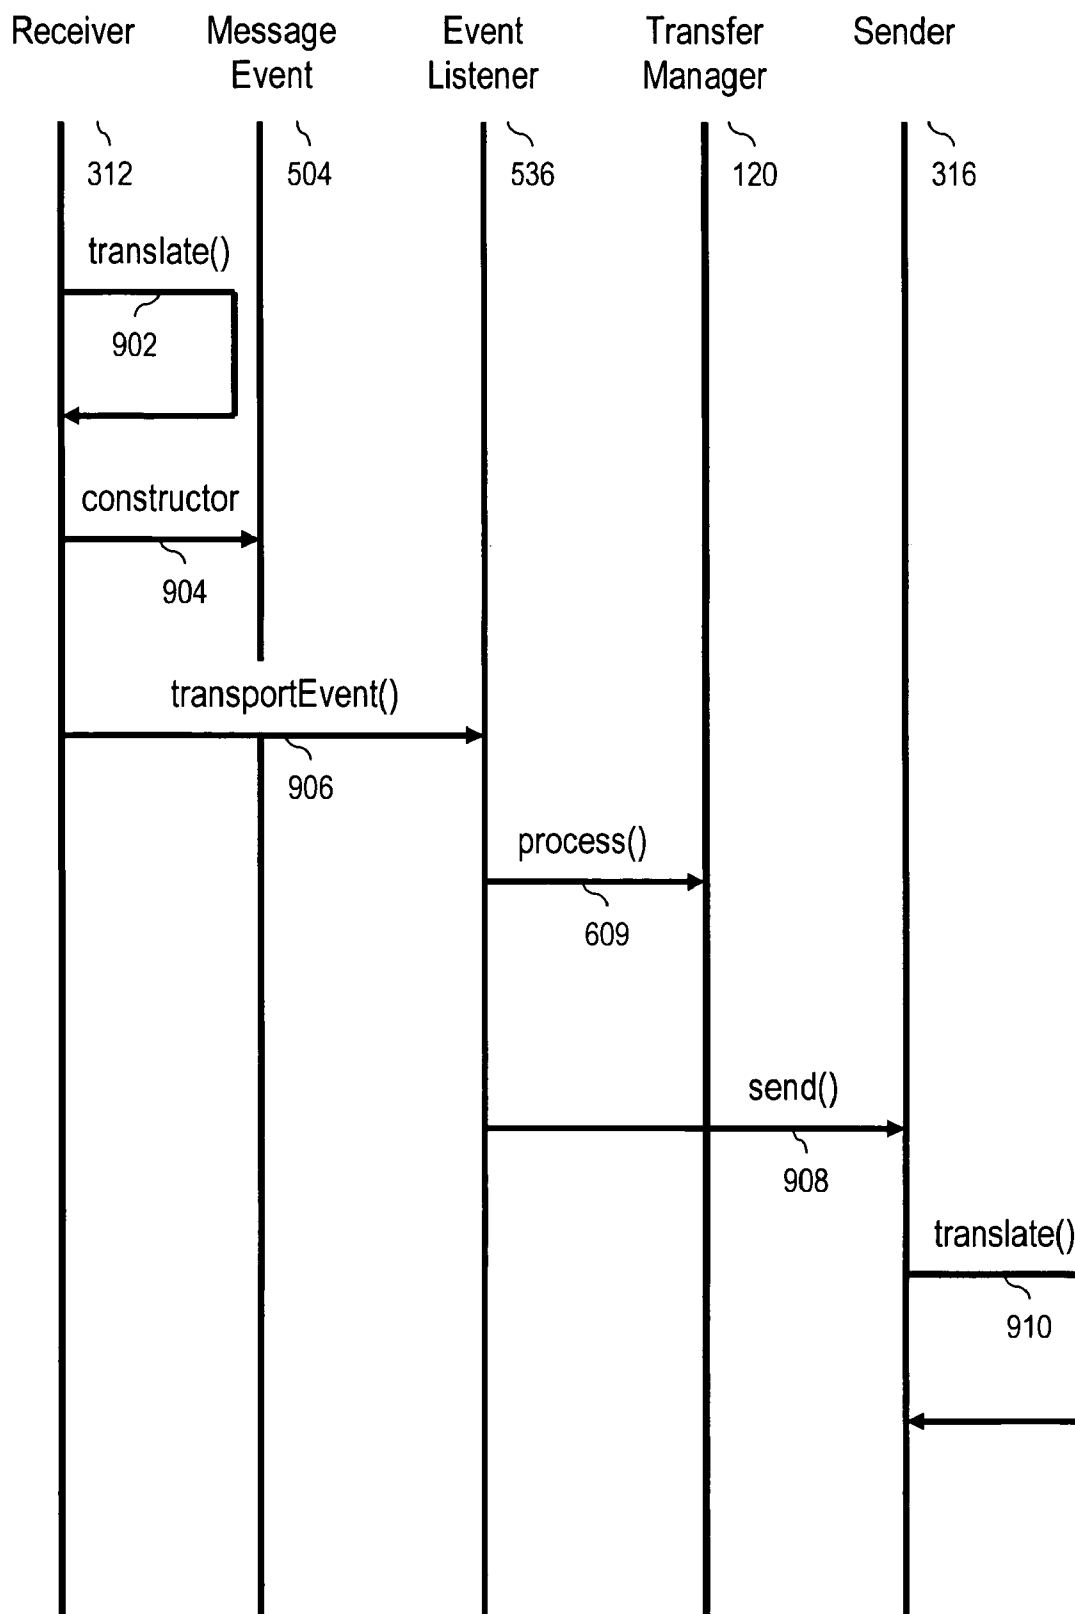 Receiver
Message
Event
Event
Listener
Transfer
Manager
Sender
312
504
536
120
316
translate()
902
constructor
904
transportEvent()
906
process()
609
send()
908
translate()
910